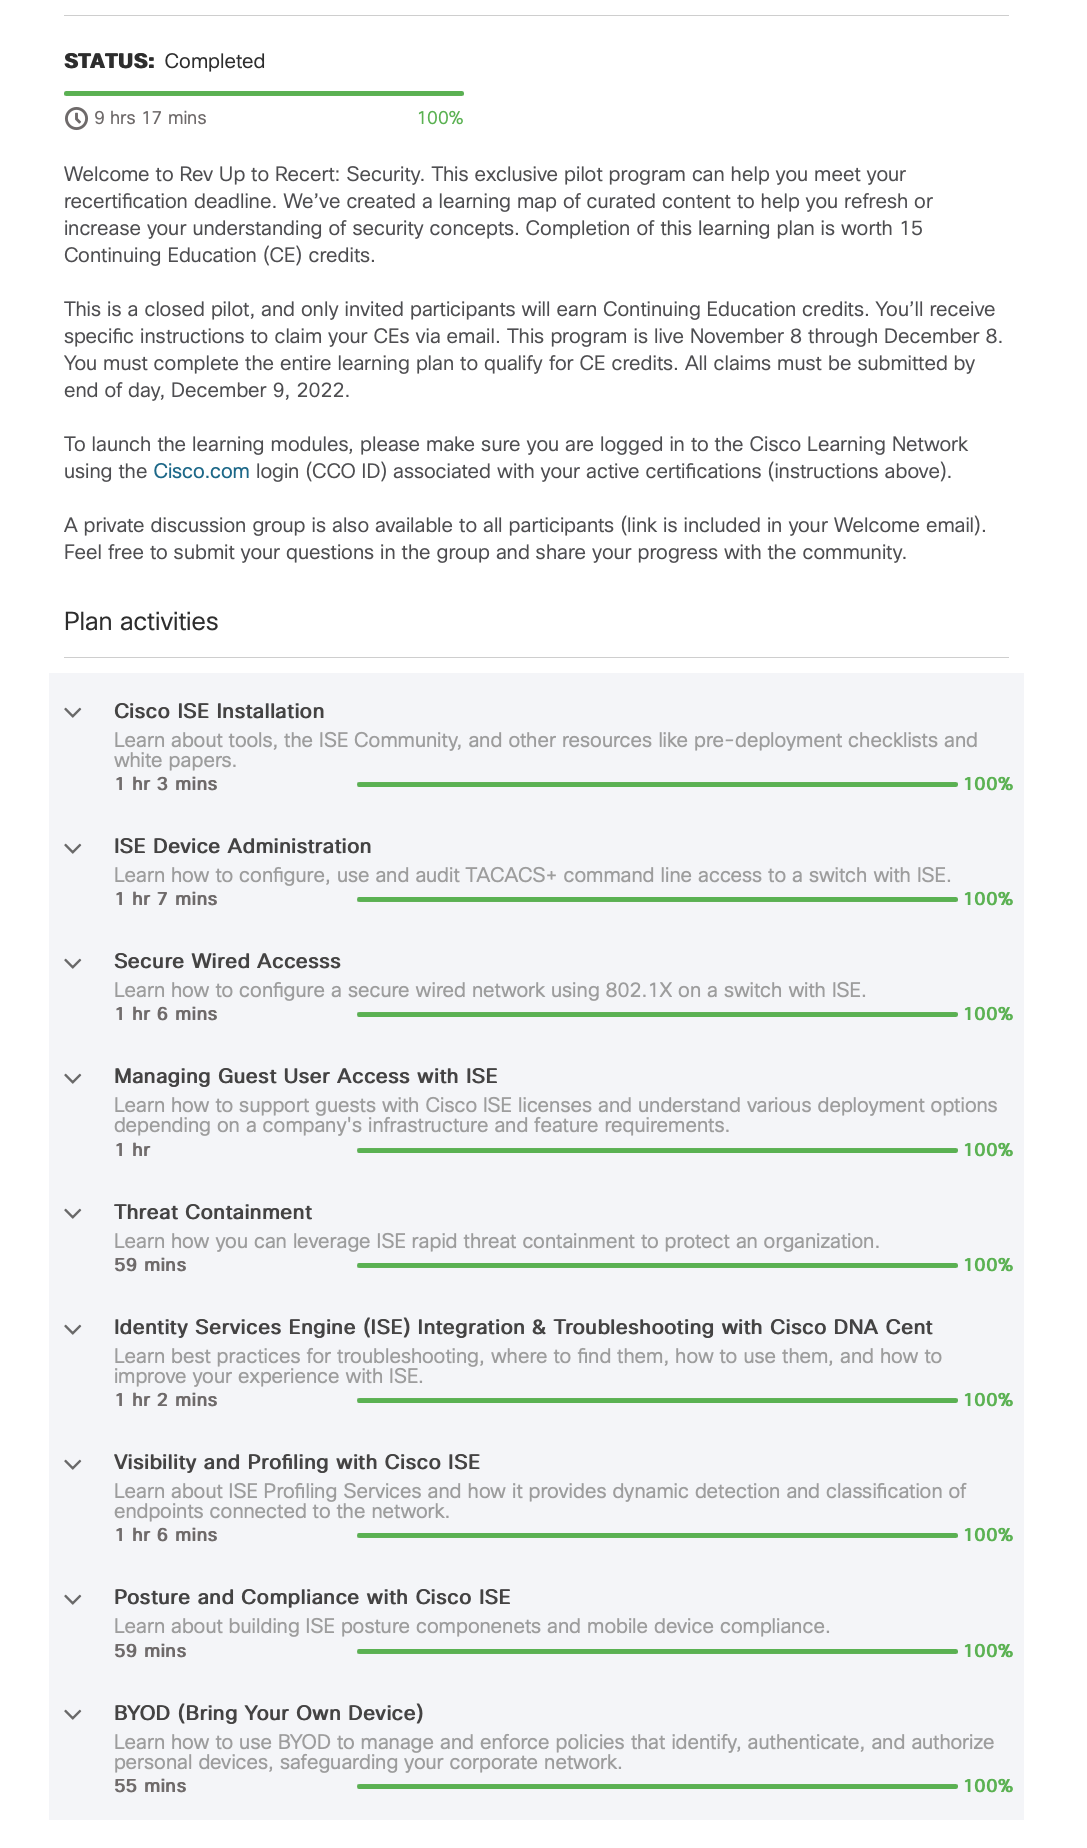 STATUS: Completed
9 hrs 17 mins 100%
Welcome to Rev Up to Recert: Security. This exclusive pilot program can help you meet your
recertification deadline. We’ve created a learning map of curated content to help you refresh or
increase your understanding of security concepts. Completion of this learning plan is worth 15
Continuing Education (CE) credits.
This is a closed pilot, and only invited participants will earn Continuing Education credits. You’ll receive
specific instructions to claim your CEs via email. This program is live November 8 through December 8.
You must complete the entire learning plan to qualify for CE credits. All claims must be submitted by
end of day, December 9, 2022.
To launch the learning modules, please make sure you are logged in to the Cisco Learning Network
using the Cisco.com login (CCO ID) associated with your active certifications (instructions above).
A private discussion group is also available to all participants (link is included in your Welcome email).
Feel free to submit your questions in the group and share your progress with the community.
Plan activities
Cisco ISE Installation
Learn about tools, the ISE Community, and other resources like pre-deployment checklists and
white papers.
1 hr 3 mins 100%
ISE Device Administration
Learn how to configure, use and audit TACACS+ command line access to a switch with ISE.
1 hr 7 mins 100%
Secure Wired Accesss
Learn how to configure a secure wired network using 802.1X on a switch with ISE.
1 hr 6 mins 100%
Managing Guest User Access with ISE
Learn how to support guests with Cisco ISE licenses and understand various deployment options
depending on a company's infrastructure and feature requirements.
1 hr 100%
Threat Containment
Learn how you can leverage ISE rapid threat containment to protect an organization.
59 mins 100%
Identity Services Engine (ISE) Integration & Troubleshooting with Cisco DNA Cent
Learn best practices for troubleshooting, where to find them, how to use them, and how to
improve your experience with ISE.
1 hr 2 mins 100%
Visibility and Profiling with Cisco ISE
Learn about ISE Profiling Services and how it provides dynamic detection and classification of
endpoints connected to the network.
1 hr 6 mins 100%
Posture and Compliance with Cisco ISE
Learn about building ISE posture componenets and mobile device compliance.
59 mins 100%
BYOD (Bring Your Own Device)
Learn how to use BYOD to manage and enforce policies that identify, authenticate, and authorize
personal devices, safeguarding your corporate network.
55 mins 100%